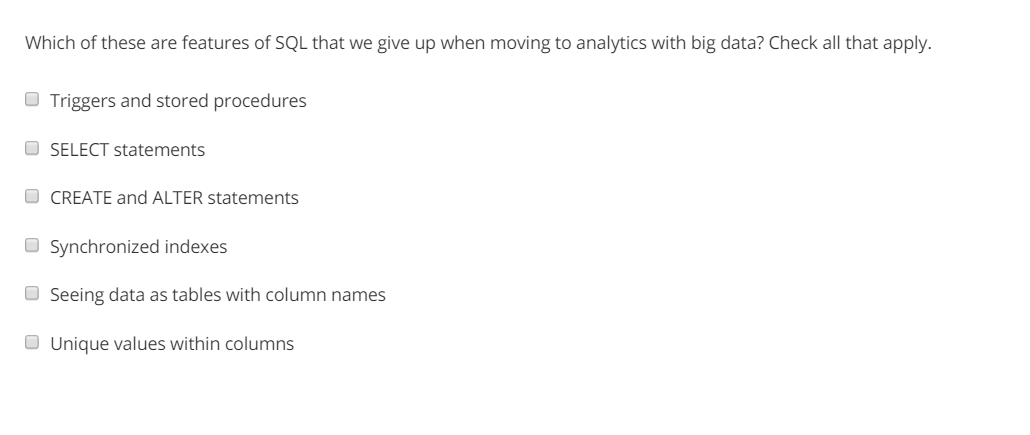 Which of these are features of SQL that we give up when moving to analytics with big data? Check all that apply.
Triggers and stored procedures
SELECT statements
CREATE and ALTER statements
Synchronized indexes
Seeing data as tables with column names
Unique values within columns